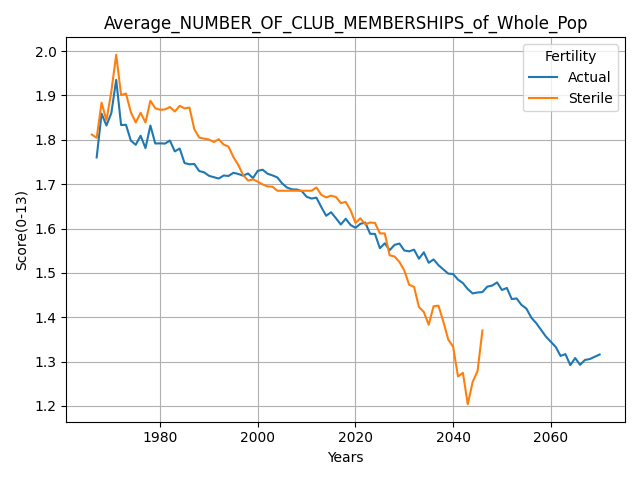 Average_NUMBER_OF_CLUB_MEMBERSHIPS_of_Whole_Pop
Fertility
Actual
Sterile
Score(0-13)
2.0
1.9
1.8
1.7
1.6
1.5
1.4
1.3
1.2
1980 2000 2020 2040 2060
Years